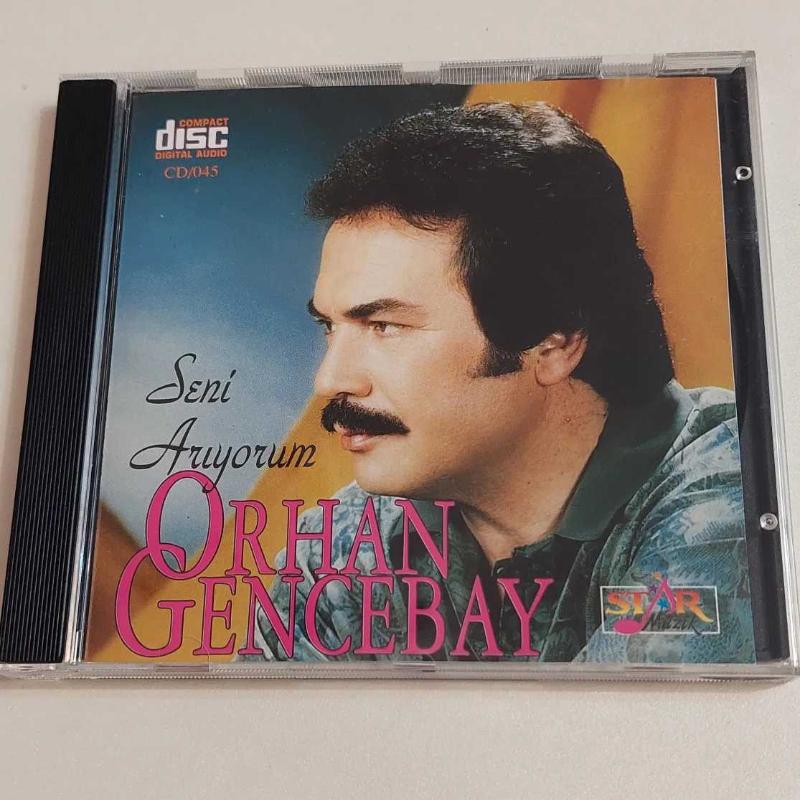 COMPACT
disc
DIGITAL AUDIO
CD/045
Seni
Arıyorum
ORHAN
GENCEBAY
STAR
Müzik